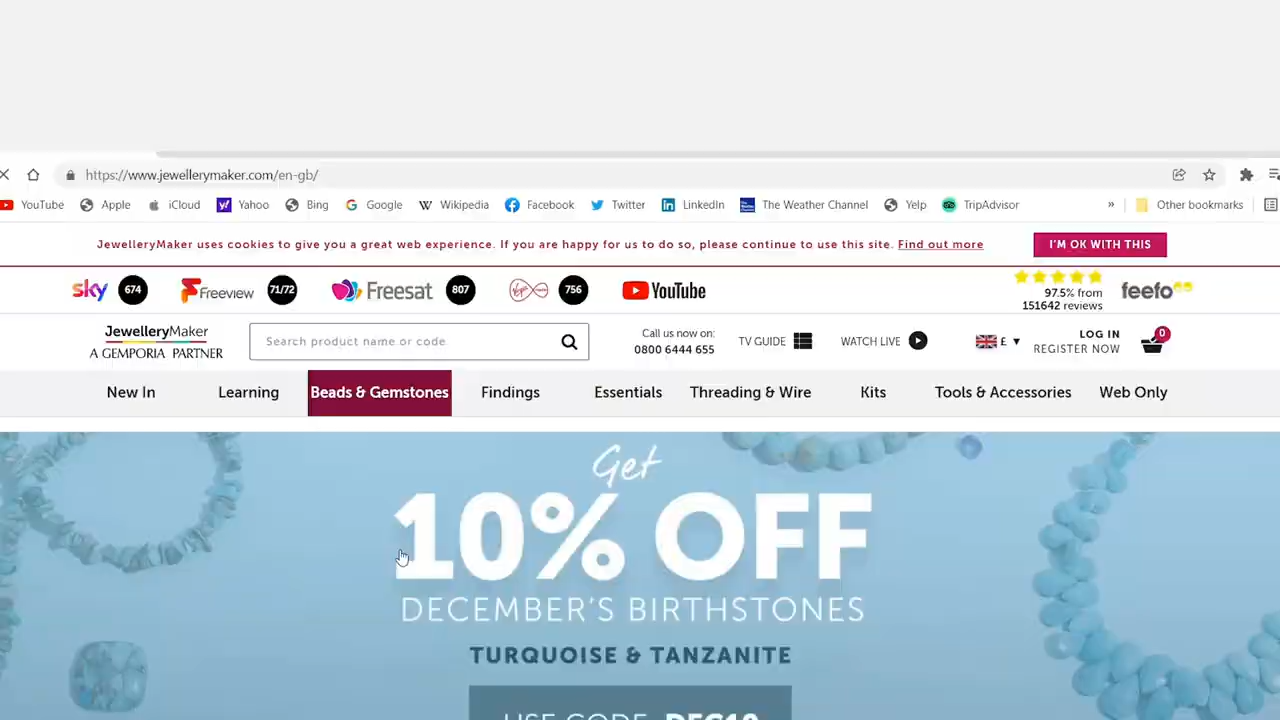 https://www.jewellerymaker.com/en-gb/
YouTube Apple iCloud Yahoo Bing Google Wikipedia Facebook Twitter LinkedIn The Weather Channel Yelp TripAdvisor » Other bookmarks
JewelleryMaker uses cookies to give you a great web experience. If you are happy for us to do so, please continue to use this site. Find out more
I'M OK WITH THIS
sky 674 Freeview 71/72 Freesat 807 Virgin 756 YouTube
97.5% from
151642 reviews
feefo
JewelleryMaker
A GEMPORIA PARTNER
Search product name or code
Call us now on:
0800 6444 655
TV GUIDE
WATCH LIVE
£
LOG IN
REGISTER NOW
0
New In Learning Beads & Gemstones Findings Essentials Threading & Wire Kits Tools & Accessories Web Only
Get
10% OFF
DECEMBER'S BIRTHSTONES
TURQUOISE & TANZANITE
USE CODE DEC10